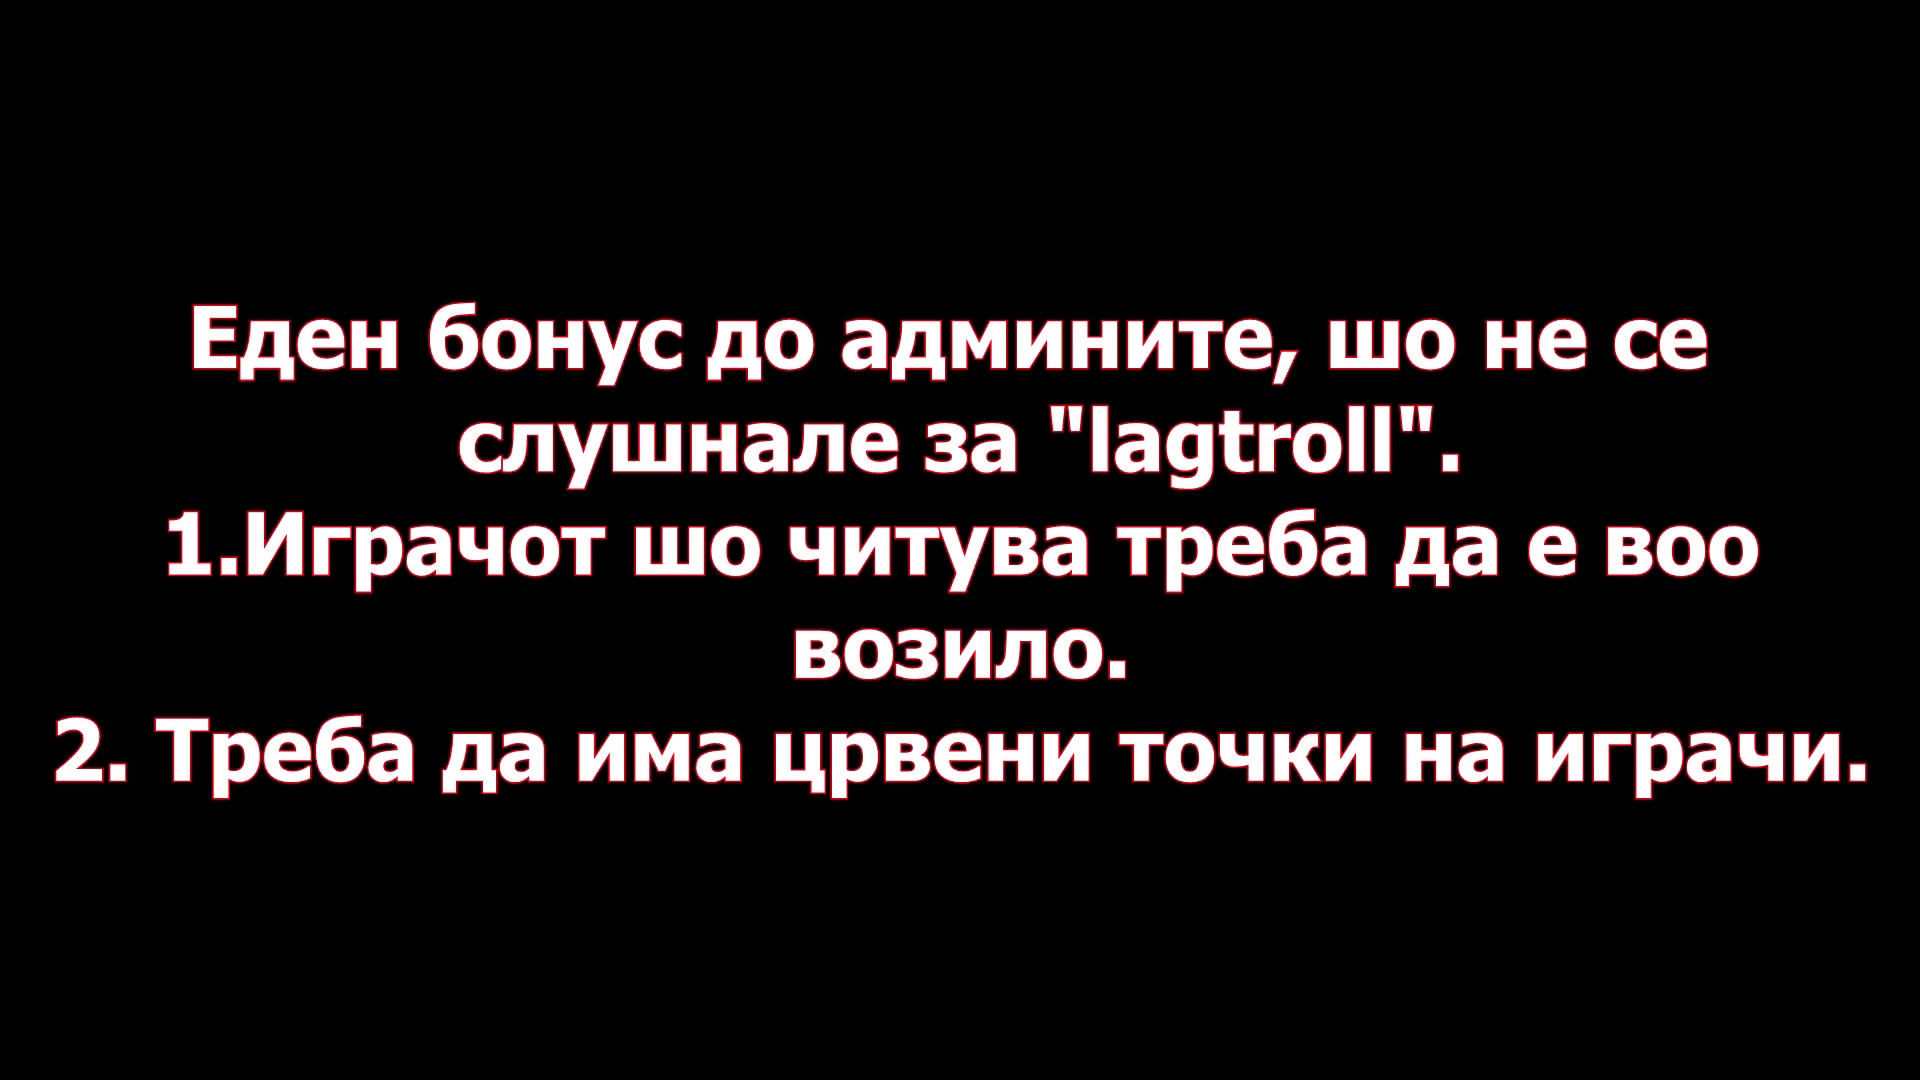 Еден бонус до админите, шо не се
слушнале за "lagtroll".
1.Играчот шо читува треба да е воо
возило.
2. Треба да има црвени точки на играчи.